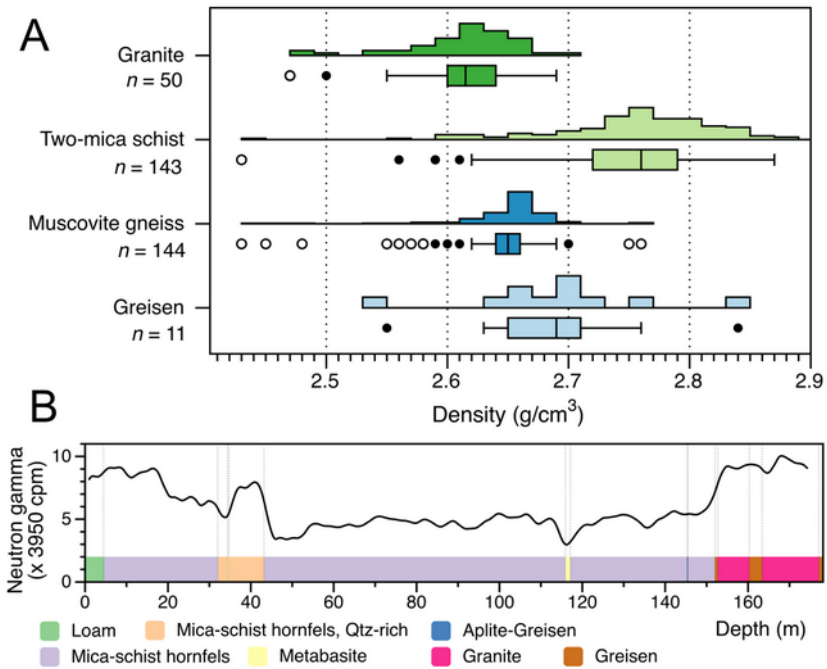 A
Granite
n = 50
Two-mica schist
n = 143
Muscovite gneiss
n = 144
Greisen
n = 11
2.5 2.6 2.7 2.8 2.9
Density (g/cm³)
B
Neutron gamma
(x 3950 cpm)
10
5
0
0 20 40 60 80 100 120 140 160
Depth (m)
Loam Mica-schist hornfels, Qtz-rich Aplite-Greisen
Mica-schist hornfels Metabasite Granite Greisen